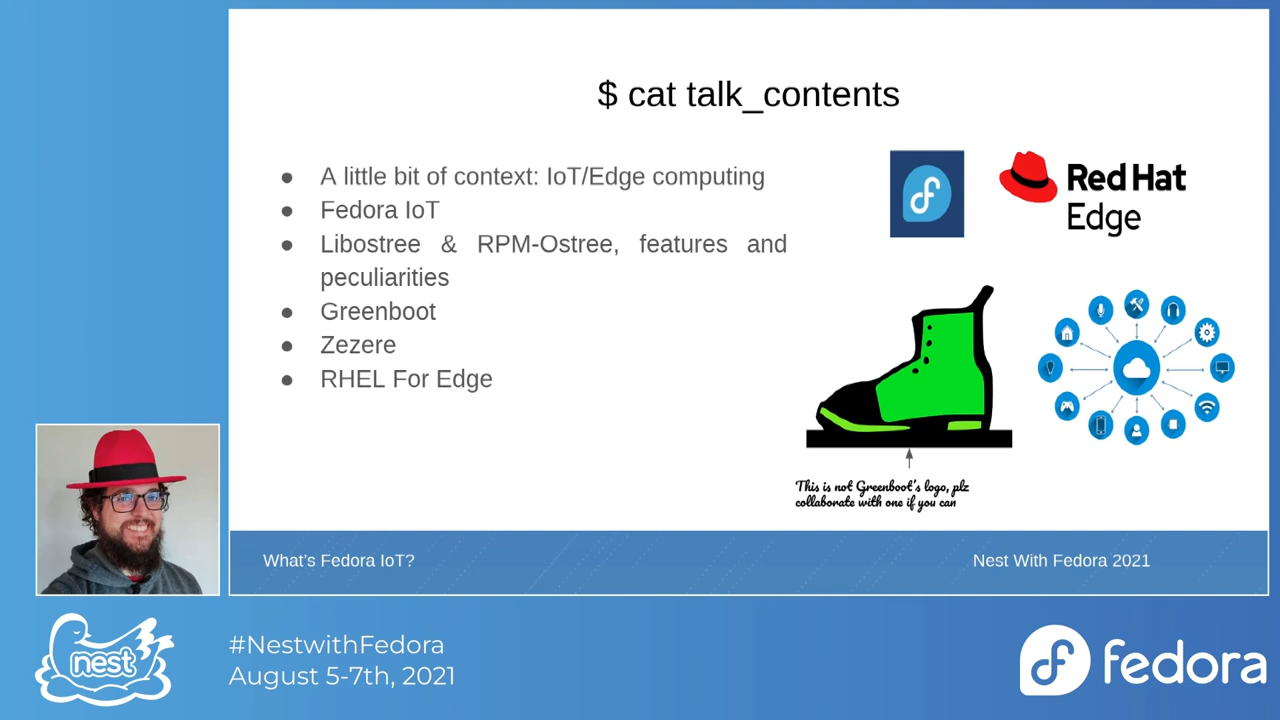 $ cat talk_contents
● A little bit of context: IoT/Edge computing
● Fedora IoT
● Libostree & RPM-Ostree, features and
peculiarities
● Greenboot
● Zezere
● RHEL For Edge
Red Hat
Edge
This is not Greenboot's logo, plz
collaborate with one if you can
What's Fedora IoT?
Nest With Fedora 2021
nest
#NestwithFedora
August 5-7th, 2021
fedora